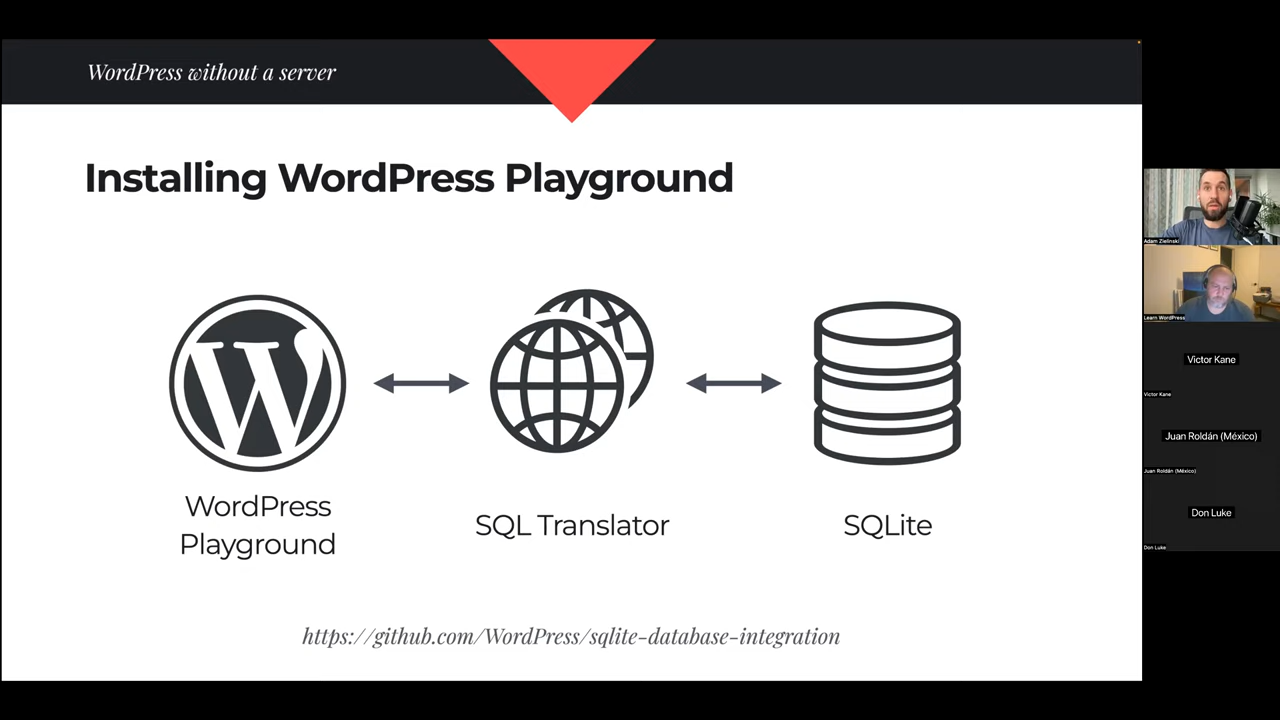 WordPress without a server
Installing WordPress Playground
WordPress
Playground
SQL Translator
SQLite
https://github.com/WordPress/sqlite-database-integration
Adam Zielinski
Learn WordPress
Victor Kane
Victor Kane
Juan Roldán (México)
Juan Roldán (México)
Don Luke
Don Luke